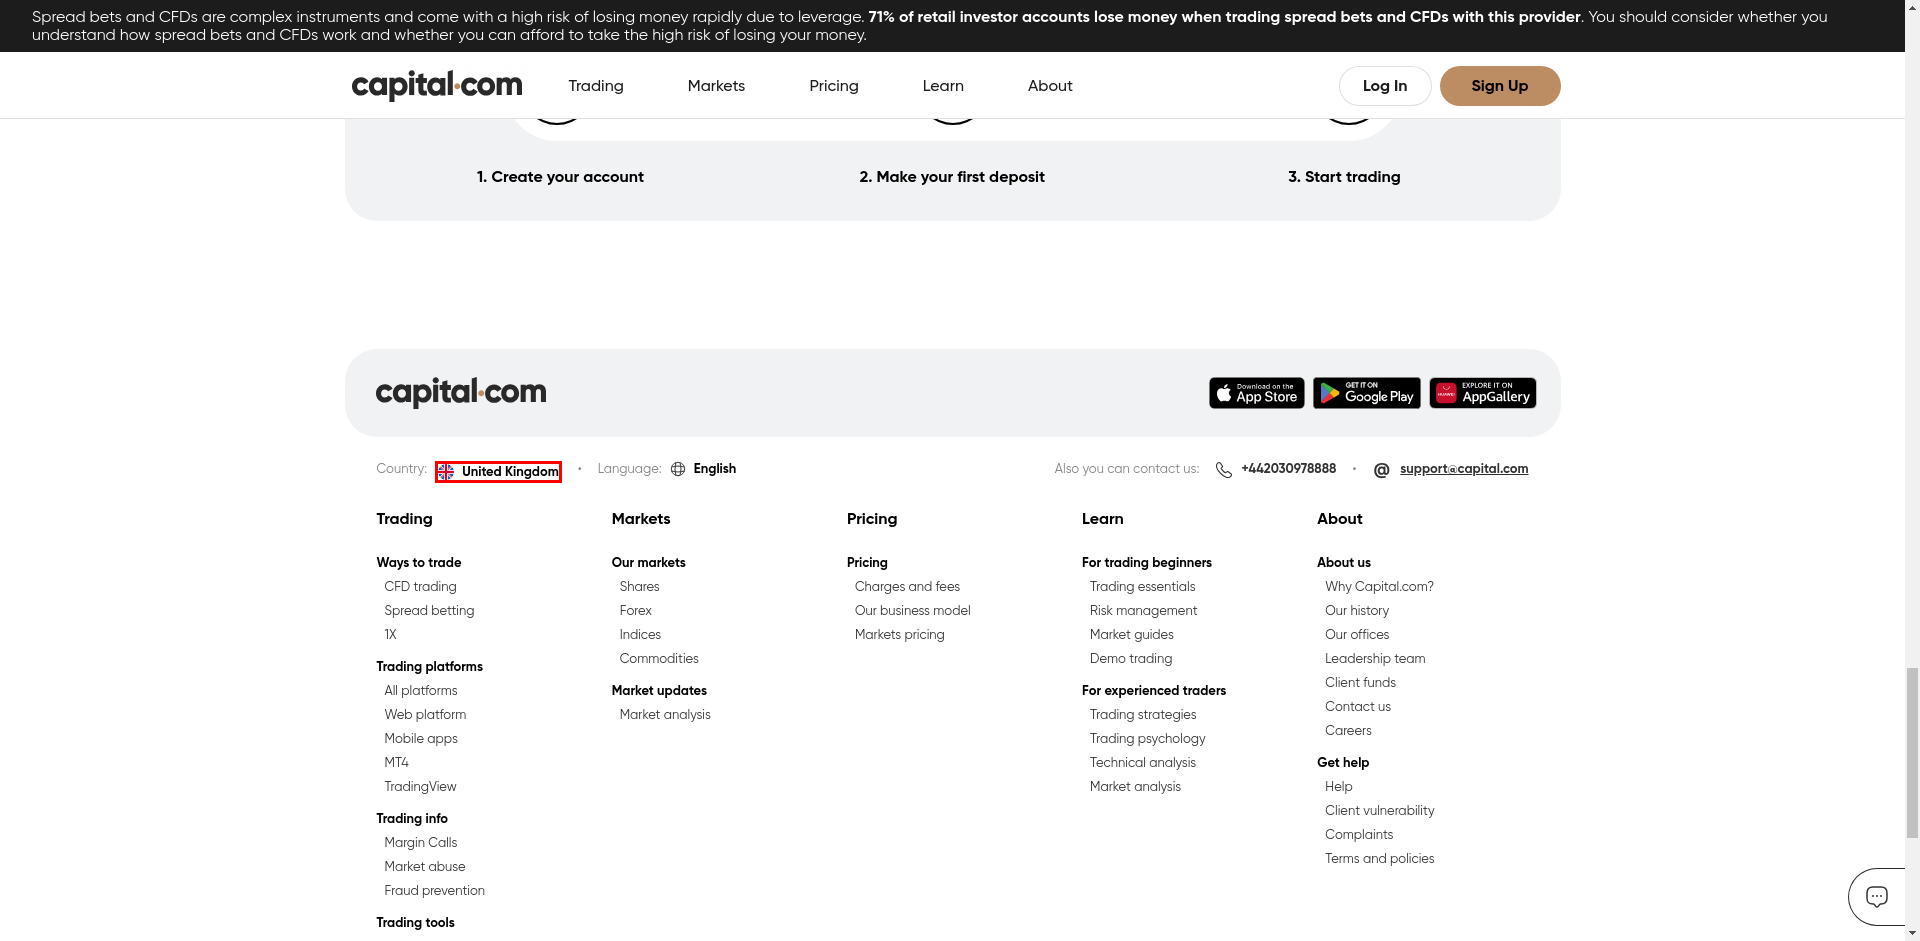 Spread bets and CFDs are complex instruments and come with a high risk of losing money rapidly due to leverage. 71% of retail investor accounts lose money when trading spread bets and CFDs with this provider. You should consider whether you
understand how spread bets and CFDs work and whether you can afford to take the high risk of losing your money.
capital.com
Trading
Markets
Pricing
Learn
About
Log In
Sign Up
1. Create your account
2. Make your first deposit
3. Start trading
capital.com
Download on the
App Store
GET IT ON
Google Play
HUAWEI
EXPLORE IT ON
AppGallery
Country: United Kingdom • Language: English
Also you can contact us: +442030978888 • @ support@capital.com
Trading
Ways to trade
CFD trading
Spread betting
1X
Trading platforms
All platforms
Web platform
Mobile apps
MT4
TradingView
Trading info
Margin Calls
Market abuse
Fraud prevention
Trading tools
Markets
Our markets
Shares
Forex
Indices
Commodities
Market updates
Market analysis
Pricing
Pricing
Charges and fees
Our business model
Markets pricing
Learn
For trading beginners
Trading essentials
Risk management
Market guides
Demo trading
For experienced traders
Trading strategies
Trading psychology
Technical analysis
Market analysis
About
About us
Why Capital.com?
Our history
Our offices
Leadership team
Client funds
Contact us
Careers
Get help
Help
Client vulnerability
Complaints
Terms and policies